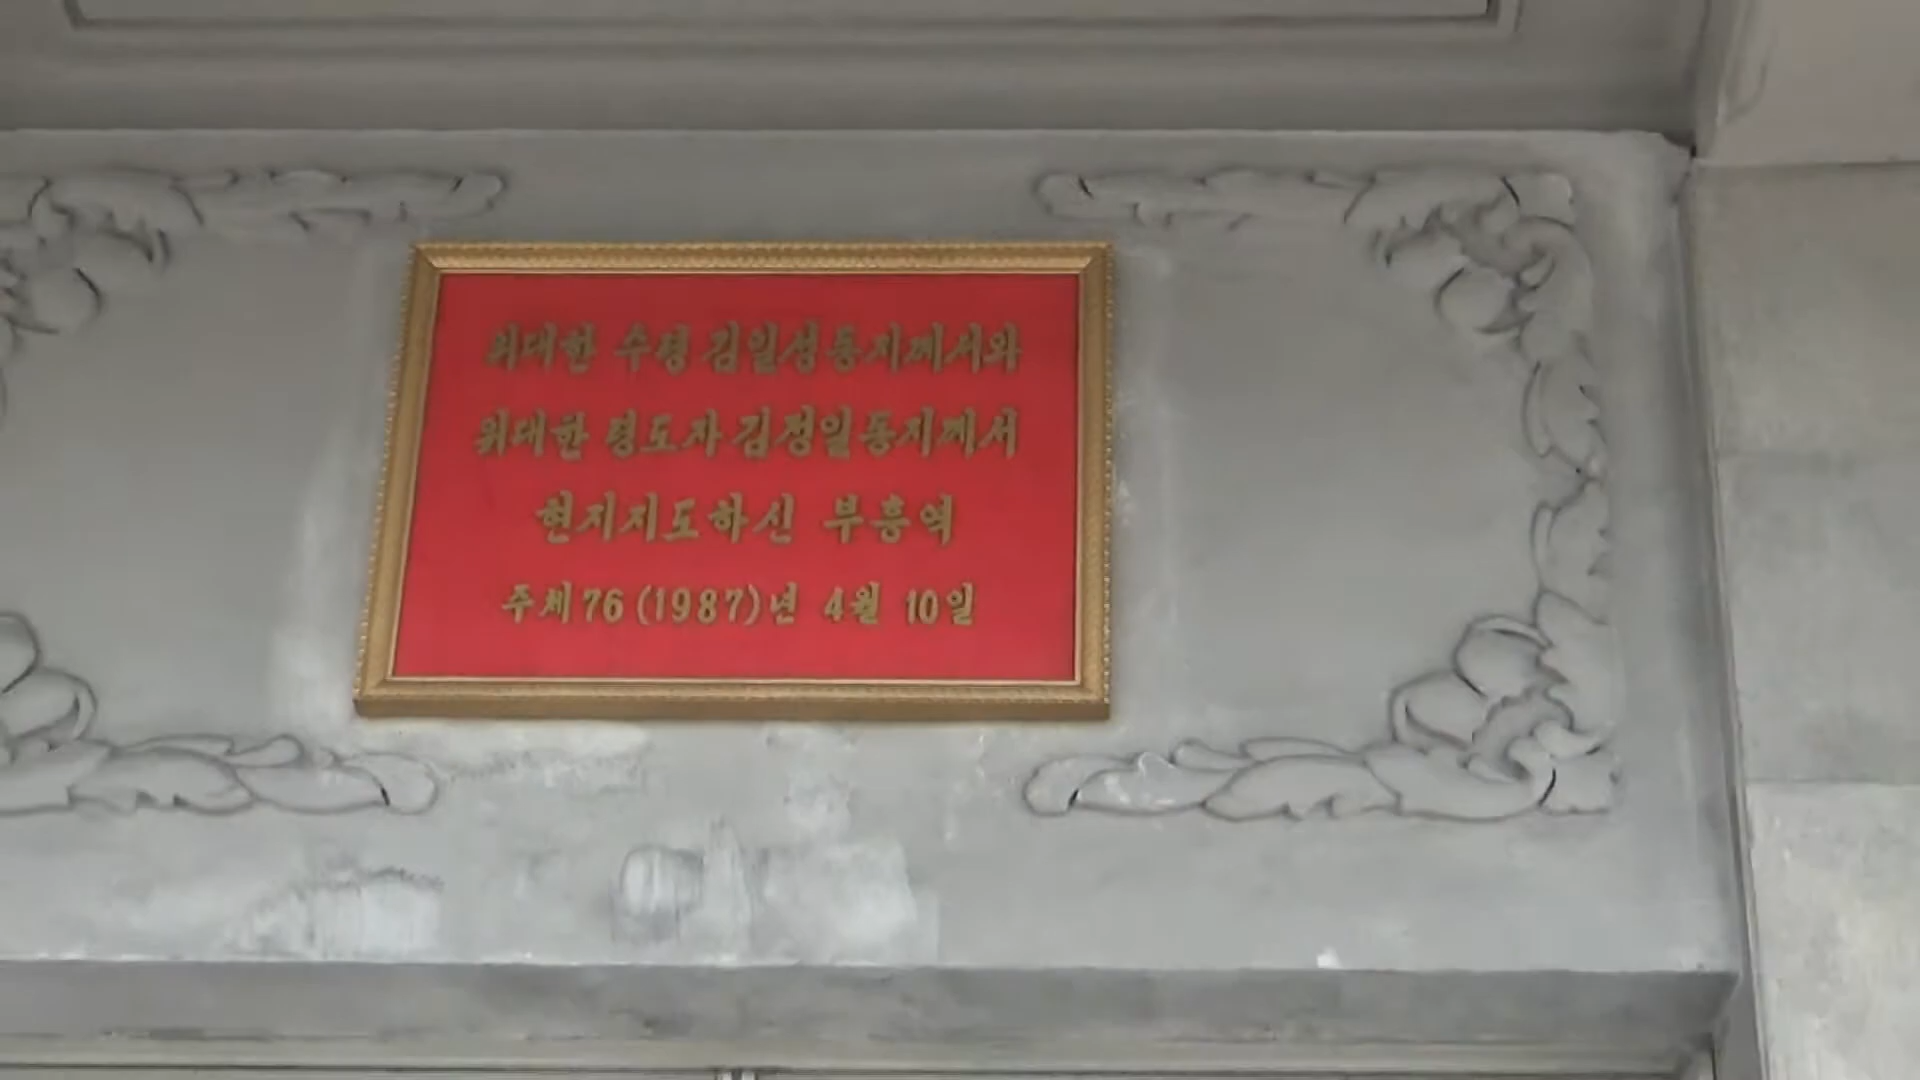 위대한 수령 김일성동지께서와
위대한 령도자 김정일동지께서
현지지도하신 부흥역
주체76(1987)년 4월 10일